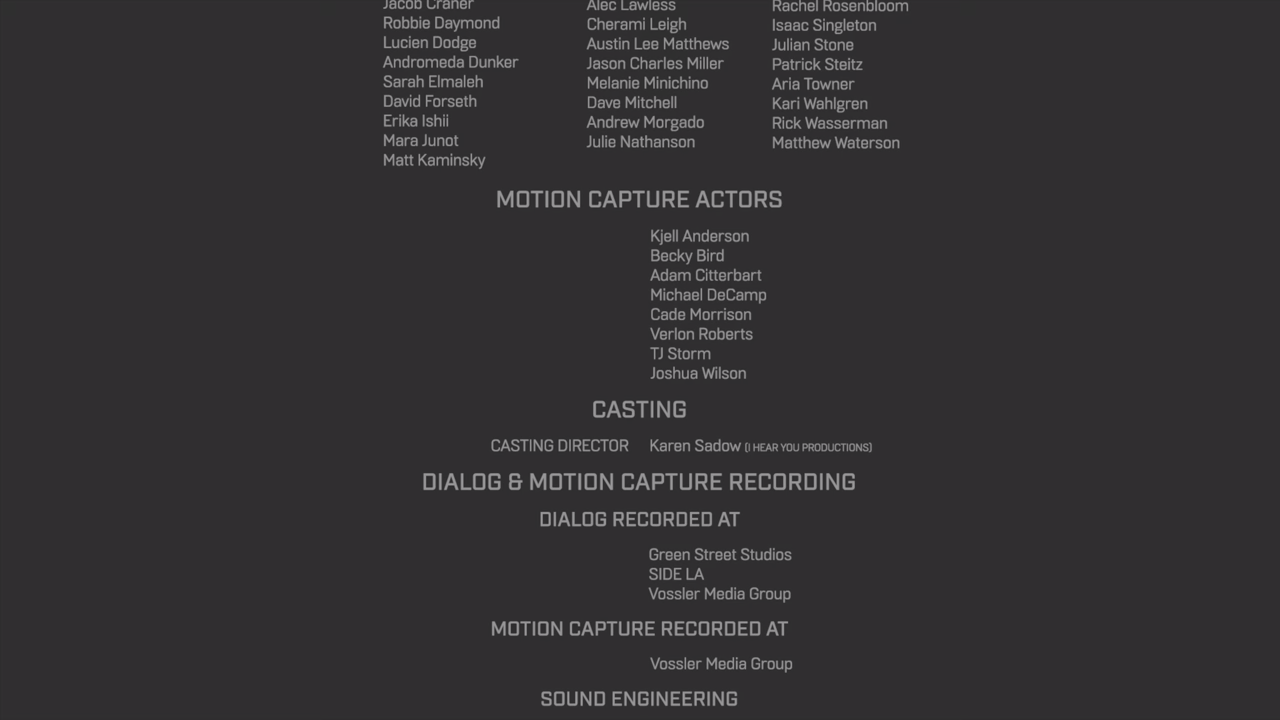 Jacob Craner
Robbie Daymond
Lucien Dodge
Andromeda Dunker
Sarah Elmaleh
David Forseth
Erika Ishii
Mara Junot
Matt Kaminsky
Alec Lawless
Cherami Leigh
Austin Lee Matthews
Jason Charles Miller
Melanie Minichino
Dave Mitchell
Andrew Morgado
Julie Nathanson
Rachel Rosenbloom
Isaac Singleton
Julian Stone
Patrick Steitz
Aria Towner
Kari Wahlgren
Rick Wasserman
Matthew Waterson
MOTION CAPTURE ACTORS
Kjell Anderson
Becky Bird
Adam Citterbart
Michael DeCamp
Cade Morrison
Verlon Roberts
TJ Storm
Joshua Wilson
CASTING
CASTING DIRECTOR Karen Sadow (I HEAR YOU PRODUCTIONS)
DIALOG & MOTION CAPTURE RECORDING
DIALOG RECORDED AT
Green Street Studios
SIDE LA
Vossler Media Group
MOTION CAPTURE RECORDED AT
Vossler Media Group
SOUND ENGINEERING